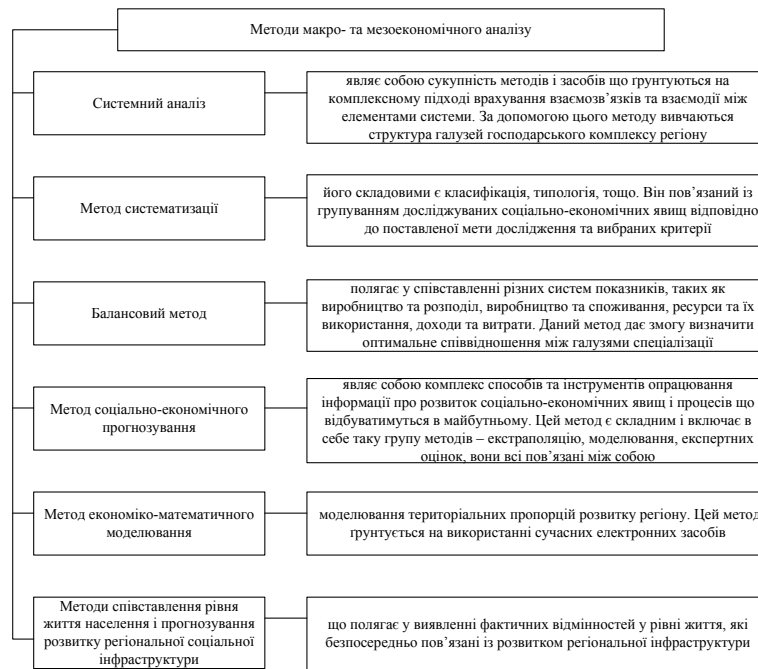 Методи макро- та мезоекономічного аналізу
Системний аналіз
являє собою сукупність методів і засобів що ґрунтуються на
комплексному підході врахування взаємозв’язків та взаємодії між
елементами системи. За допомогою цього методу вивчаються
структура галузей господарського комплексу регіону
Метод систематизації
його складовими є класифікація, типологія, тощо. Він пов’язаний із
групуванням досліджуваних соціально-економічних явищ відповідно
до поставленої мети дослідження та вибраних критерії
Балансовий метод
полягає у співставленні різних систем показників, таких як
виробництво та розподіл, виробництво та споживання, ресурси та їх
використання, доходи та витрати. Даний метод дає змогу визначити
оптимальне співвідношення між галузями спеціалізації
Метод соціально-економічного
прогнозування
являє собою комплекс способів та інструментів опрацювання
інформації про розвиток соціально-економічних явищ і процесів що
відбуватимуться в майбутньому. Цей метод є складним і включає в
себе таку групу методів – екстраполяцію, моделювання, експертних
оцінок, вони всі пов’язані між собою
Метод економіко-математичного
моделювання
моделювання територіальних пропорцій розвитку регіону. Цей метод
ґрунтується на використанні сучасних електронних засобів
Методи співставлення рівня
життя населення і прогнозування
розвитку регіональної соціальної
інфраструктури
що полягає у виявленні фактичних відмінностей у рівні життя, які
безпосередньо пов’язані із розвитком регіональної інфраструктури